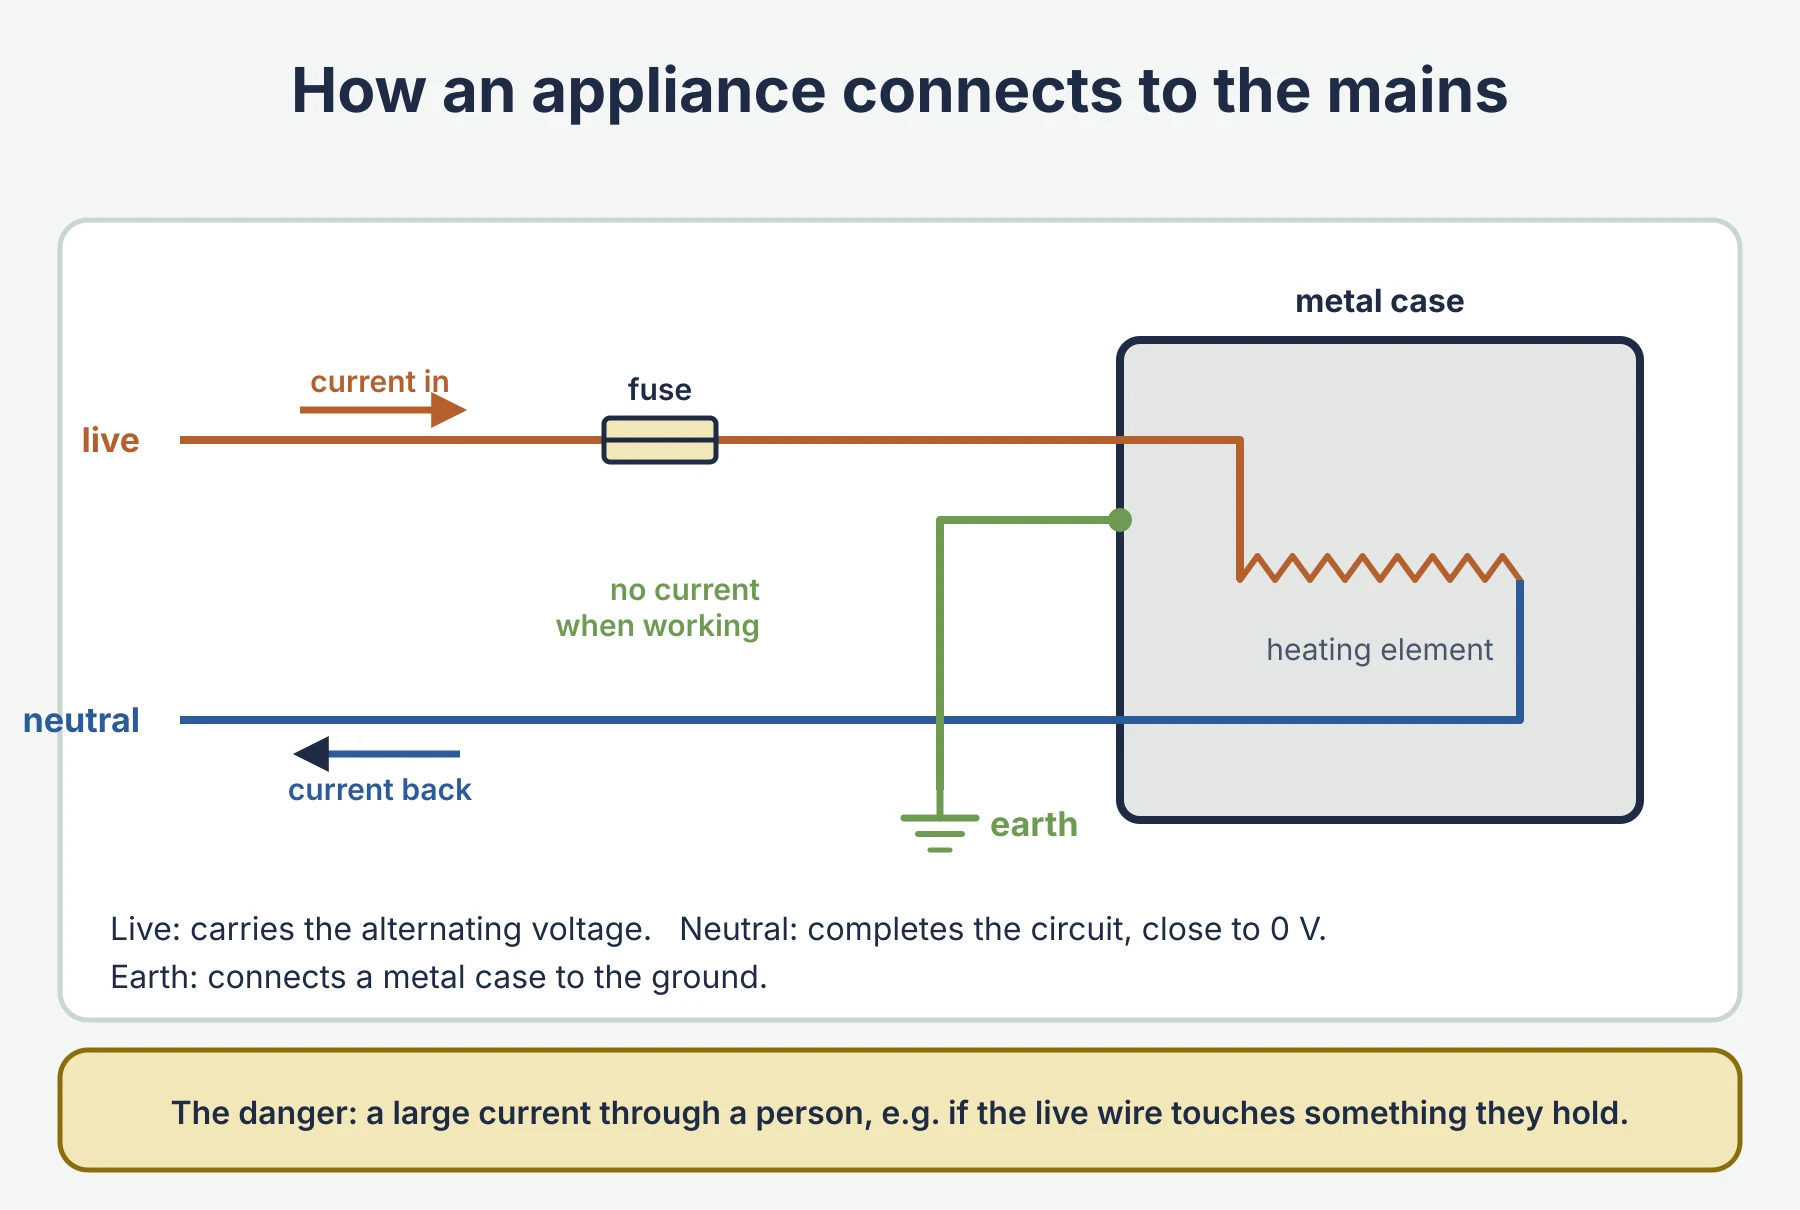 How an appliance connects to the mains
metal case
current in
fuse
live
no current
when working
heating element
neutral
current back
earth
Live: carries the alternating voltage.   Neutral: completes the circuit, close to 0 V.
Earth: connects a metal case to the ground.
The danger: a large current through a person, e.g. if the live wire touches something they hold.